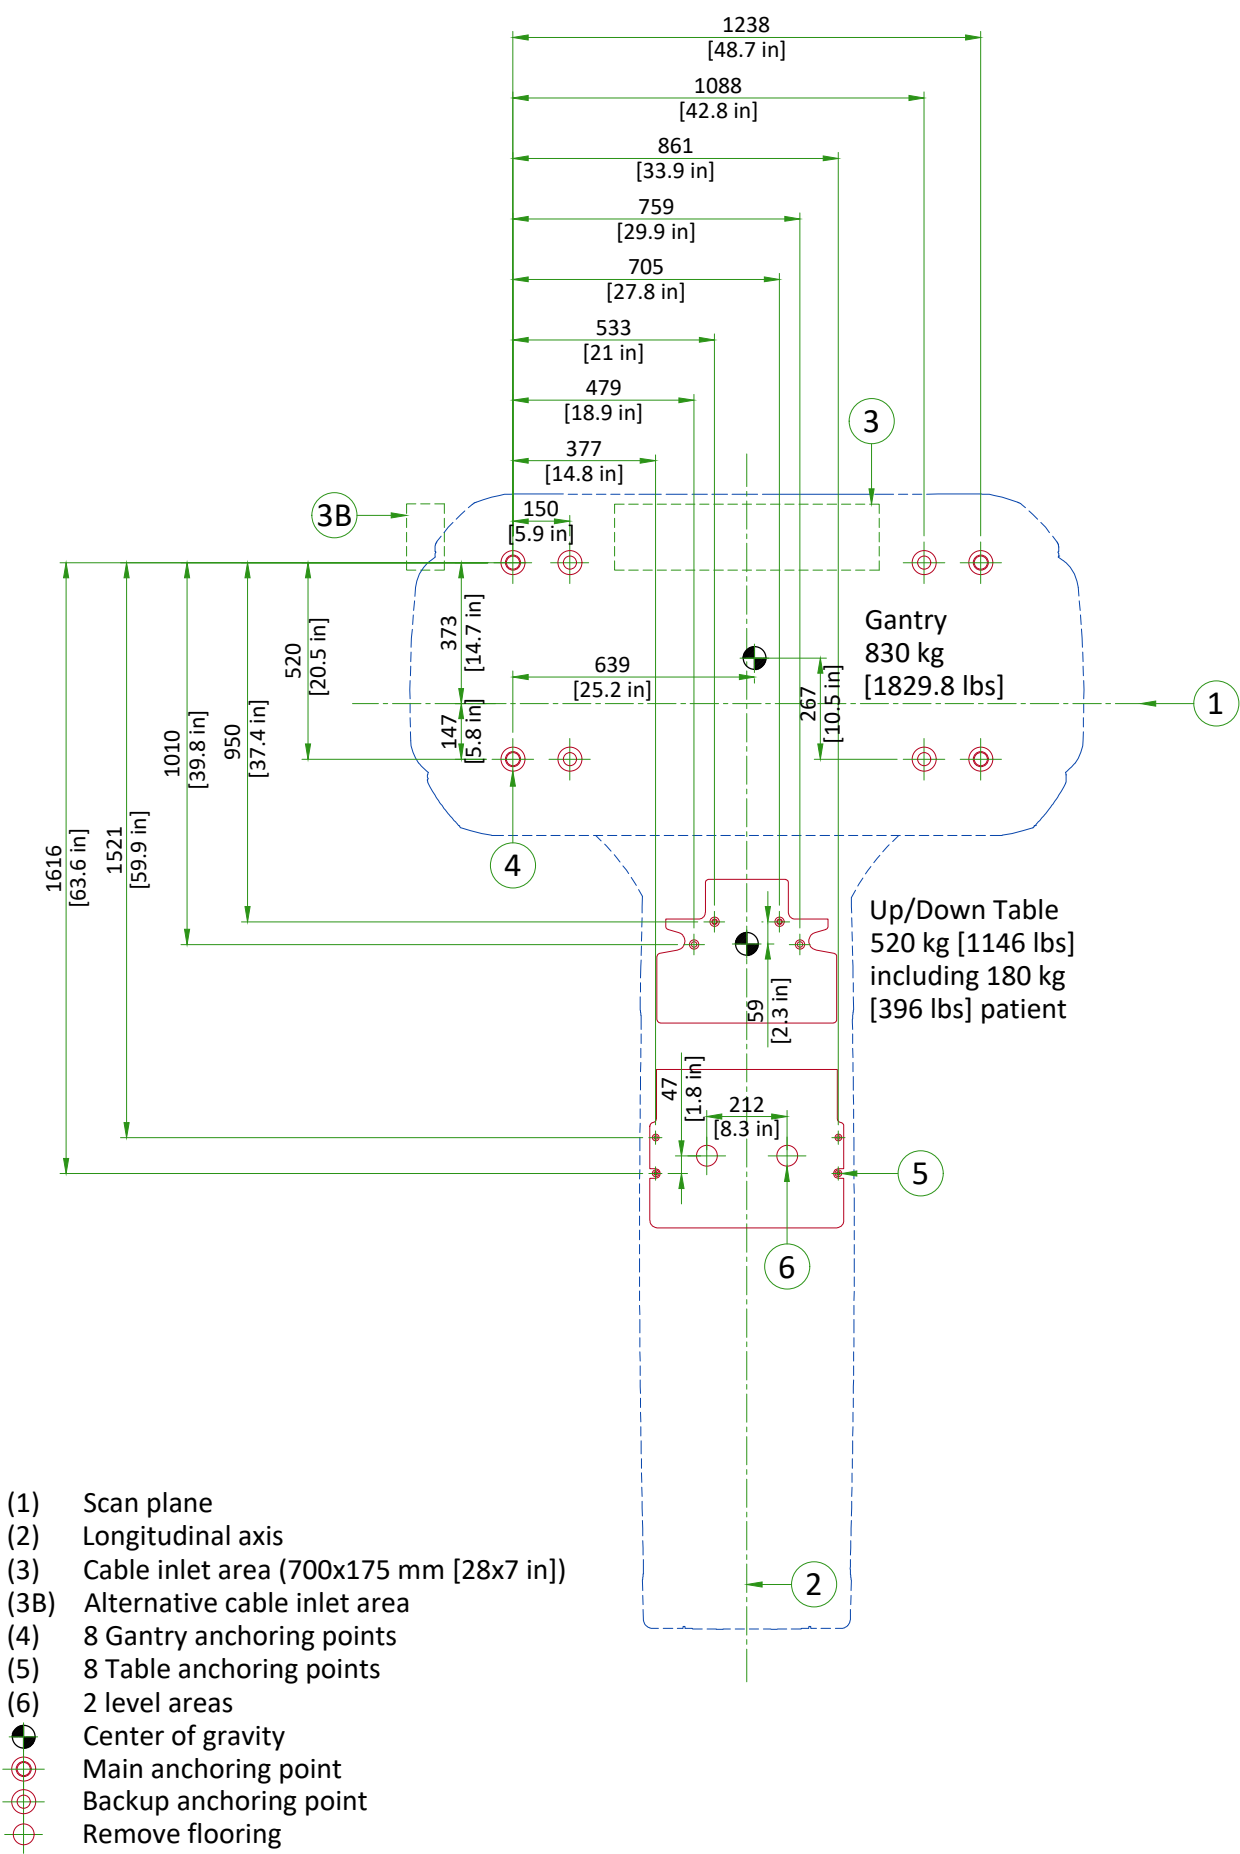 1238
[48.7 in]
1088
[42.8 in]
861
[33.9 in]
759
[29.9 in]
705
[27.8 in]
533
[21 in]
479
[18.9 in]
3
377
[14.8 in]
3B
150
[5.9 in]
Gantry
830 kg
[1829.8 lbs]
373
[14.7 in]
520
[20.5 in]
639
[25.2 in]
267
[10.5 in]
1
147
[5.8 in]
950
[37.4 in]
1010
[39.8 in]
1521
[59.9 in]
1616
[63.6 in]
4
Up/Down Table
520 kg [1146 lbs]
including 180 kg
[396 lbs] patient
59
[2.3 in]
47
[1.8 in]
212
[8.3 in]
5
6
2
(1) Scan plane
(2) Longitudinal axis
(3) Cable inlet area (700x175 mm [28x7 in])
(3B) Alternative cable inlet area
(4) 8 Gantry anchoring points
(5) 8 Table anchoring points
(6) 2 level areas
Center of gravity
Main anchoring point
Backup anchoring point
Remove flooring